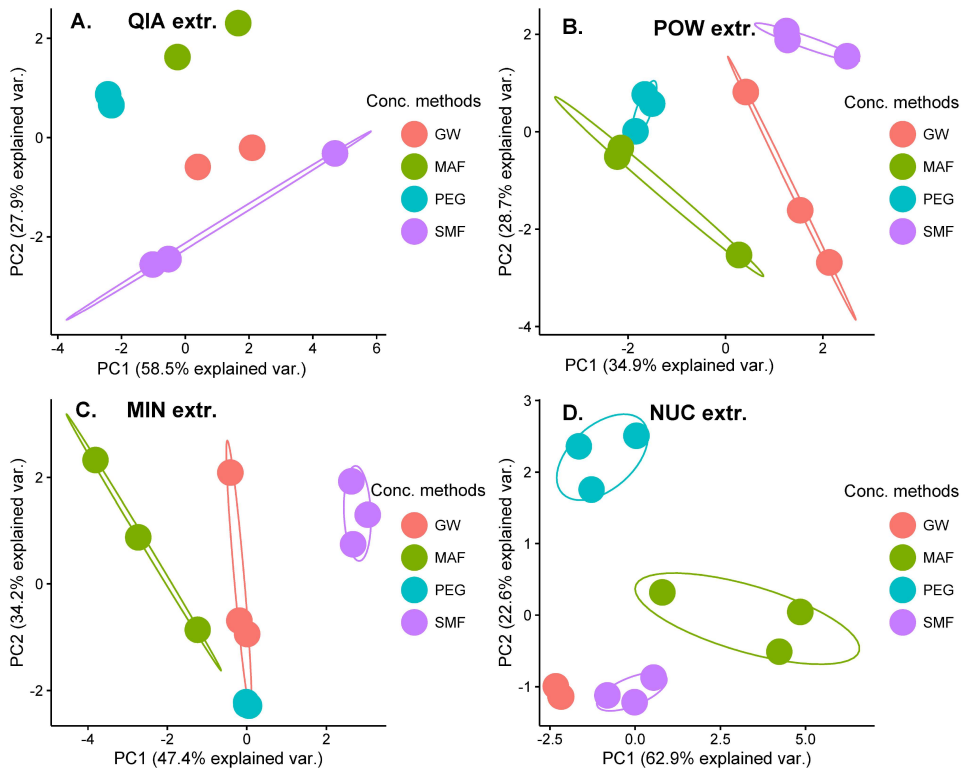 A. QIA extr.
2
0
-2
-4 -2 0 2 4 6
PC1 (58.5% explained var.)
PC2 (27.9% explained var.)
Conc. methods
GW
MAF
PEG
SMF
B. POW extr.
2
0
-2
-4
-2 0 2
PC1 (34.9% explained var.)
PC2 (28.7% explained var.)
Conc. methods
GW
MAF
PEG
SMF
C. MIN extr.
2
0
-2
-4 -2 0 2
PC1 (47.4% explained var.)
PC2 (34.2% explained var.)
Conc. methods
GW
MAF
PEG
SMF
D. NUC extr.
3
2
1
0
-1
-2.5 0.0 2.5 5.0
PC1 (62.9% explained var.)
PC2 (22.6% explained var.)
Conc. methods
GW
MAF
PEG
SMF